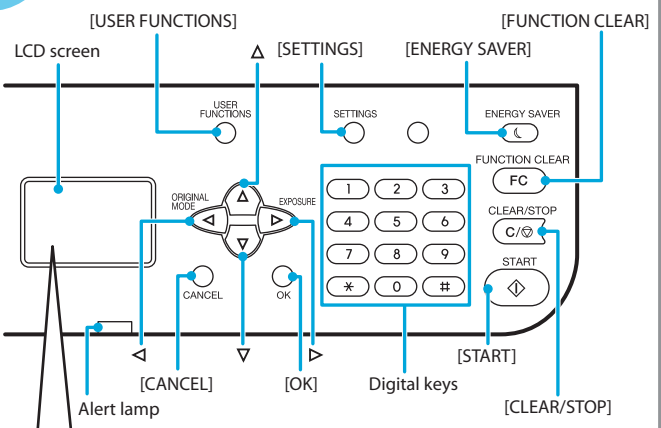 [USER FUNCTIONS]
[FUNCTION CLEAR]
LCD screen
△
[SETTINGS]
[ENERGY SAVER]
USER
FUNCTIONS
SETTINGS
ENERGY SAVER
FUNCTION CLEAR
FC
ORIGINAL
MODE
EXPOSURE
1 2 3
4 5 6
7 8 9
* 0 #
CLEAR/STOP
C/
START
CANCEL
OK
◁
▽
▷
[START]
[CANCEL]
[OK]
Digital keys
Alert lamp
[CLEAR/STOP]